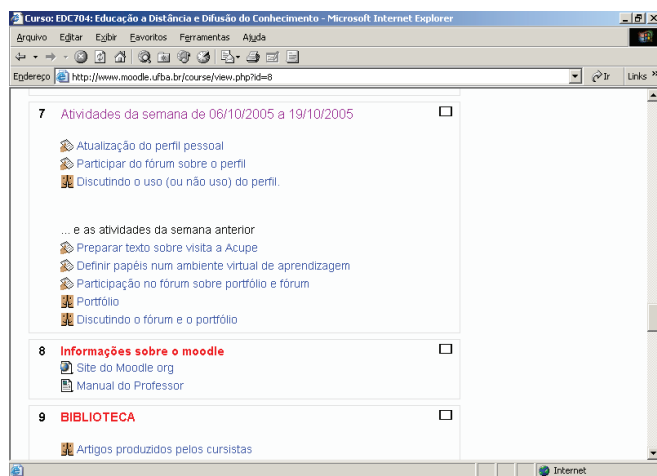 Curso: EDC704: Educação a Distância e Difusão do Conhecimento - Microsoft Internet Explorer
Arquivo Editar Exibir Favoritos Ferramentas Ajuda
Endereço http://www.moodle.ufba.br/course/view.php?id=8 Ir Links »
7 Atividades da semana de 06/10/2005 a 19/10/2005
Atualização do perfil pessoal
Participar do fórum sobre o perfil
Discutindo o uso (ou não uso) do perfil.
... e as atividades da semana anterior
Preparar texto sobre visita a Acupe
Definir papéis num ambiente virtual de aprendizagem
Participação no fórum sobre portfólio e fórum
Portfólio
Discutindo o fórum e o portfólio
8 Informações sobre o moodle
Site do Moodle org
Manual do Professor
9 BIBLIOTECA
Artigos produzidos pelos cursistas
Internet